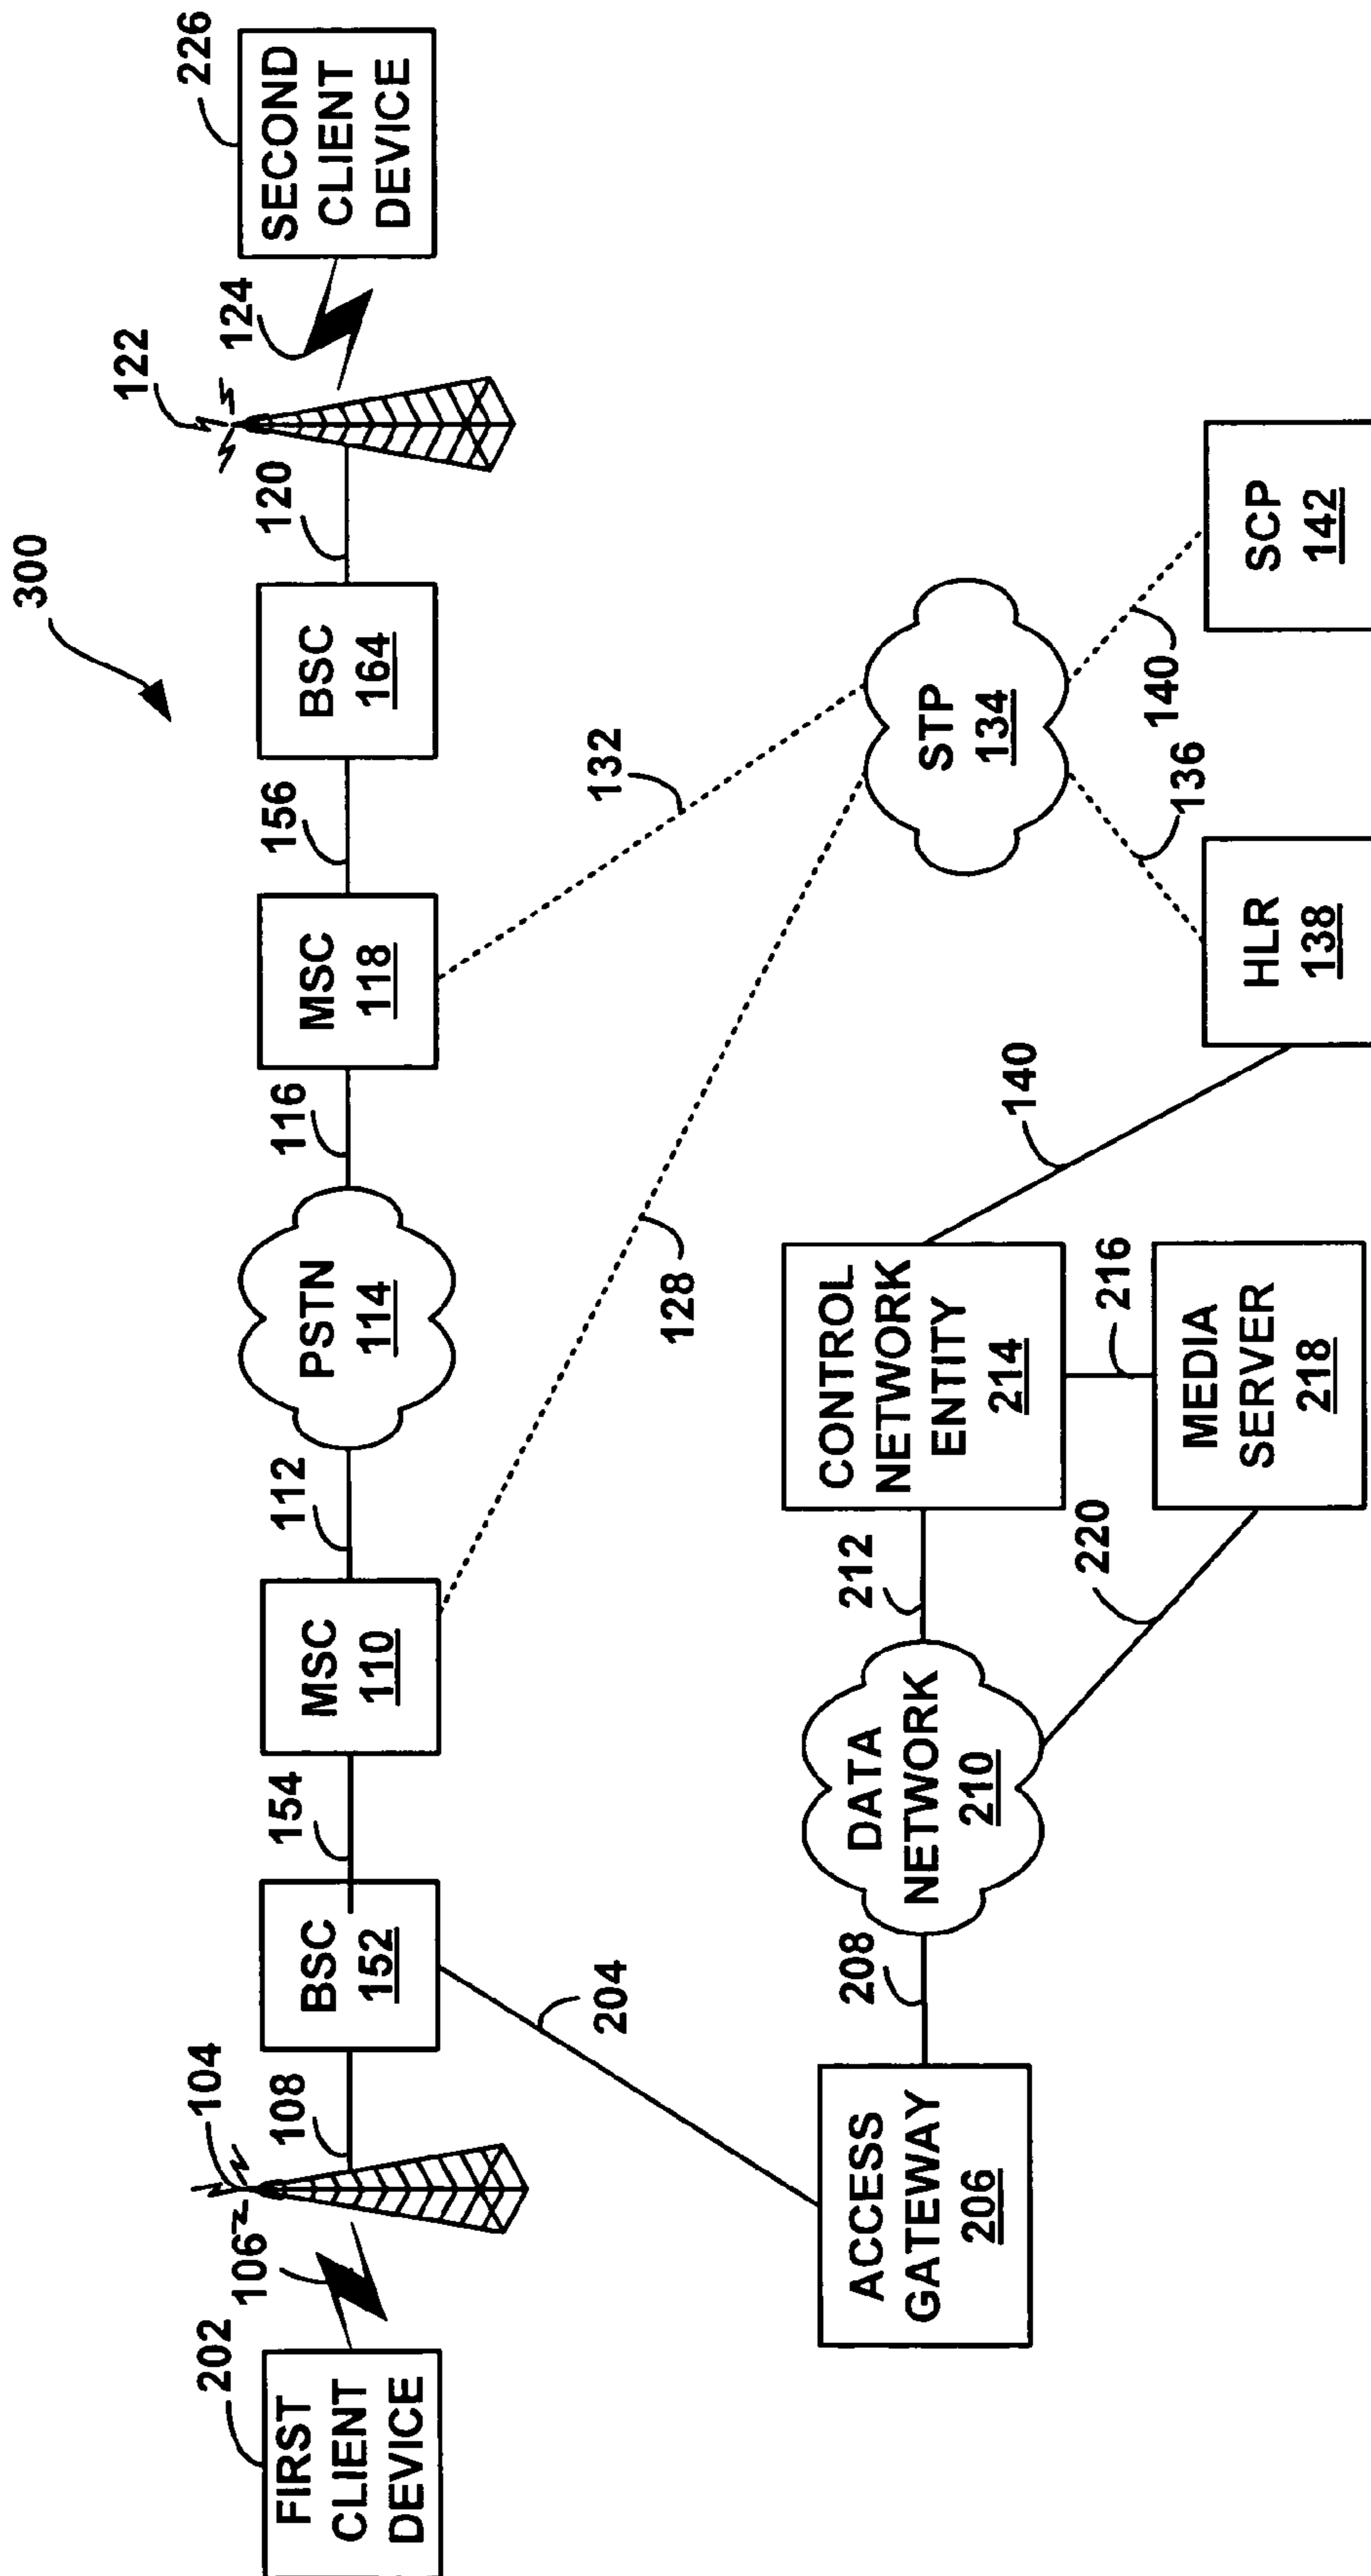 300
202
FIRST
CLIENT
DEVICE
106
104
108
BSC
152
154
MSC
110
112
PSTN
114
116
MSC
118
156
BSC
164
120
122
124
226
SECOND
CLIENT
DEVICE
204
128
132
ACCESS
GATEWAY
206
208
DATA
NETWORK
210
212
CONTROL
NETWORK
ENTITY
214
140
216
220
MEDIA
SERVER
218
STP
134
136
140
HLR
138
SCP
142